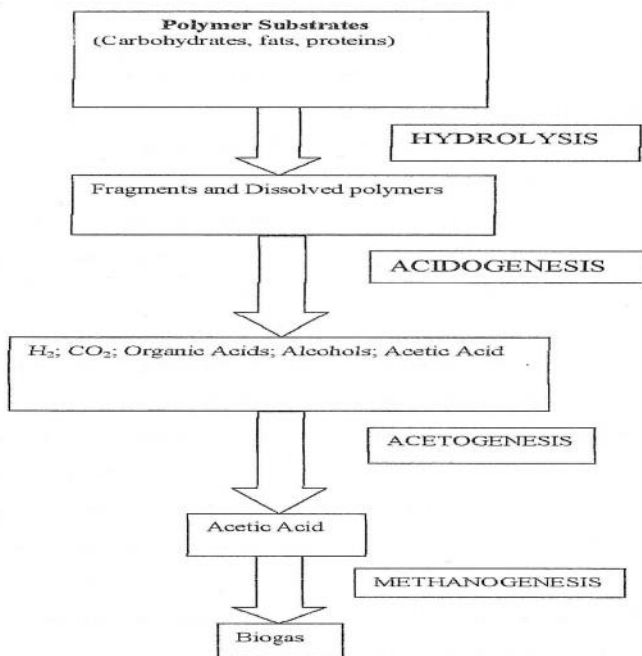 Polymer Substrates
(Carbohydrates, fats, proteins)
HYDROLYSIS
Fragments and Dissolved polymers
ACIDOGENESIS
H₂; CO₂; Organic Acids; Alcohols; Acetic Acid
ACETOGENESIS
Acetic Acid
METHANOGENESIS
Biogas